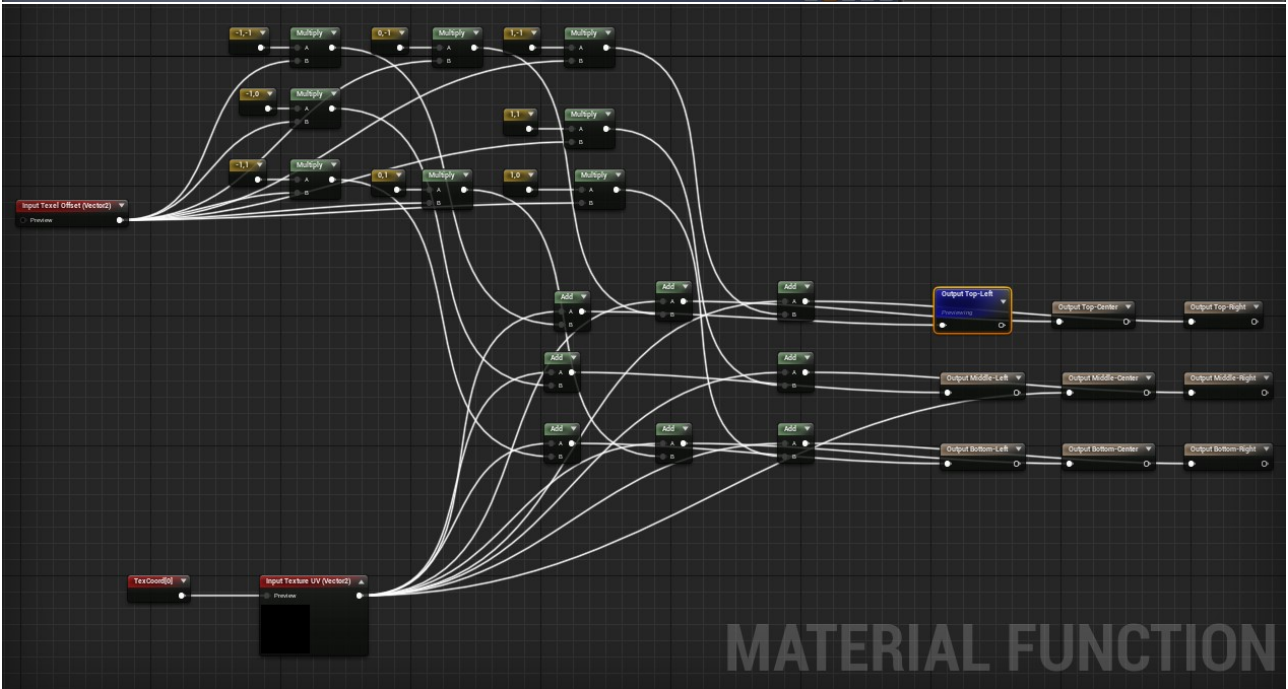 -1,-1
Multiply
0,-1
Multiply
1,-1
Multiply
A
B
A
B
A
B
-1,0
Multiply
A
B
1,1
Multiply
A
B
-1,1
Multiply
0,1
Multiply
1,0
Multiply
A
B
A
B
A
B
Input Texel Offset (Vector2)
Preview
Add
A
B
Add
A
B
Add
A
B
Output Top-Left
Previewing
Output Top-Center
Output Top-Right
Add
A
B
Add
A
B
Output Middle-Left
Output Middle-Center
Output Middle-Right
Add
A
B
Add
A
B
Add
A
B
Output Bottom-Left
Output Bottom-Center
Output Bottom-Right
TexCoord[0]
Input Texture UV (Vector2)
Preview
MATERIAL FUNCTION